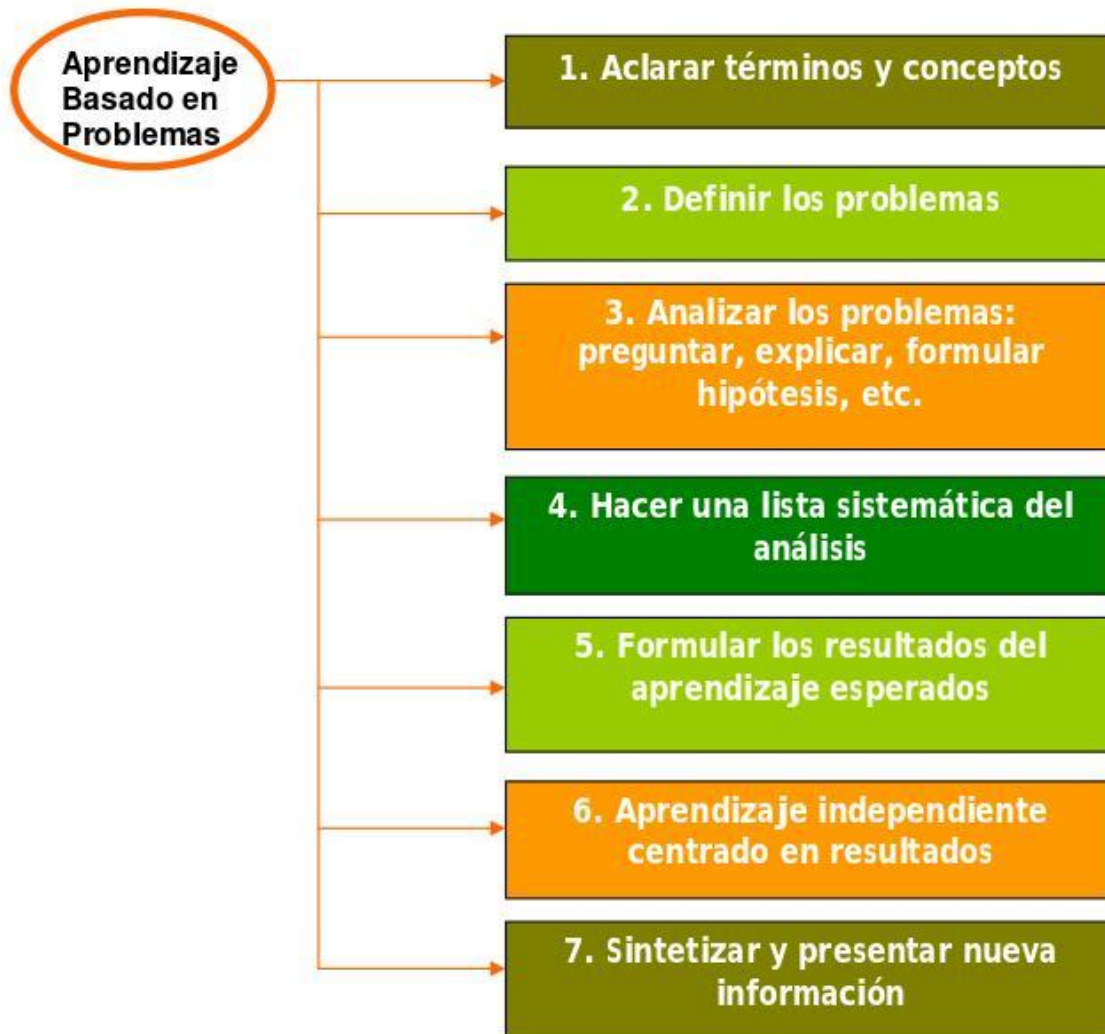 Aprendizaje
Basado en
Problemas
1. Aclarar términos y conceptos
2. Definir los problemas
3. Analizar los problemas:
preguntar, explicar, formular
hipótesis, etc.
4. Hacer una lista sistemática del
análisis
5. Formular los resultados del
aprendizaje esperados
6. Aprendizaje independiente
centrado en resultados
7. Sintetizar y presentar nueva
información